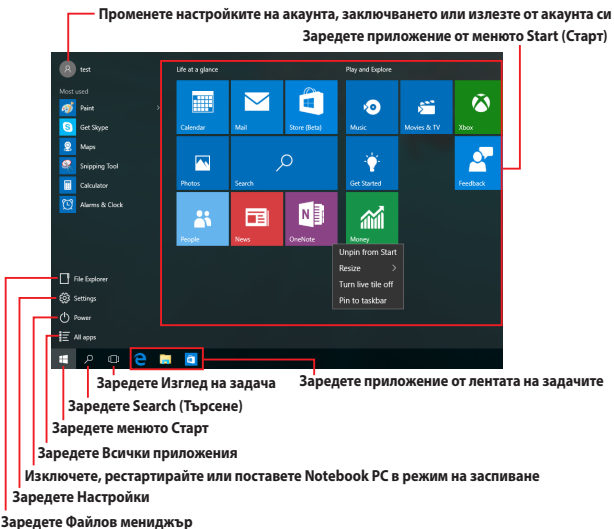 Променете настройките на акаунта, заключването или излезте от акаунта си
Заредете приложение от менюто Start (Старт)
test
Life at a glance
Play and Explore
Most used
Paint
Get Skype
Maps
Snipping Tool
Calculator
Alarms & Clock
Calendar
Mail
Store (Beta)
Music
Movies & TV
Xbox
Photos
Search
Get Started
Feedback
People
News
OneNote
Money
Unpin from Start
Resize
Turn live tile off
Pin to taskbar
File Explorer
Settings
Power
All apps
Заредете Изглед на задача
Заредете приложение от лентата на задачите
Заредете Search (Търсене)
Заредете менюто Старт
Заредете Всички приложения
Изключете, рестартирайте или поставете Notebook PC в режим на заспиване
Заредете Настройки
Заредете Файлов мениджър